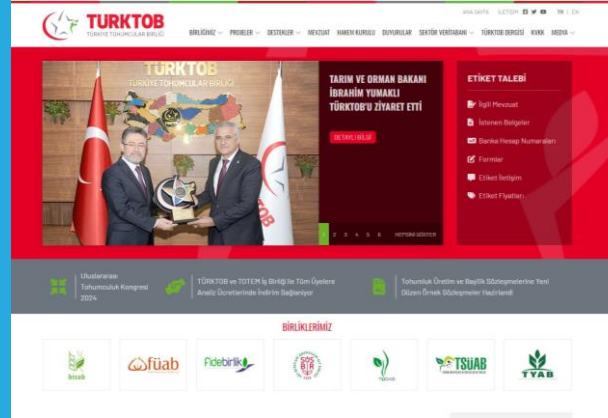 TURKTOB
TÜRKİYE TOHUMCULAR BİRLİĞİ
ANA SAYFA İLETİŞİM TR | EN
BİRLİĞİMİZ PROJELER DESTEKLER MEVZUAT HAKEM KURULU DUYURULAR SEKTÖR VERİTABANI TÜRKTOB DERGİSİ KVKK MEDYA
TÜRKTOB
TÜRKİYE TOHUMCULAR BİRLİĞİ
TARIM VE ORMAN BAKANI
İBRAHİM YUMAKLI
TÜRKTOB'U ZİYARET ETTİ
DETAYLI BİLGİ
1 2 3 4 5 6 HEPSİNİ GÖSTER
ETİKET TALEBİ
İlgili Mevzuat
İstenen Belgeler
Banka Hesap Numaraları
Formlar
Etiket İletişim
Etiket Fiyatları
Uluslararası
Tohumculuk Kongresi
2024
TÜRKTOB ve TOTEM İş Birliği ile Tüm Üyelere
Analiz Ücretlerinde İndirim Sağlanıyor
Tohumluk Üretim ve Bayilik Sözleşmelerine Yeni
Düzen Örnek Sözleşmeler Hazırlandı
BİRLİKLERİMİZ
bisab
füab
Fidebirlik
SÜS
BİR
TSÜAB
TYAB